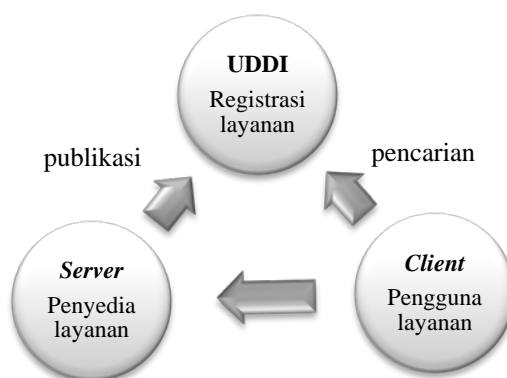 UDDI
Registrasi
layanan
publikasi
pencarian
Server
Penyedia
layanan
Client
Pengguna
layanan